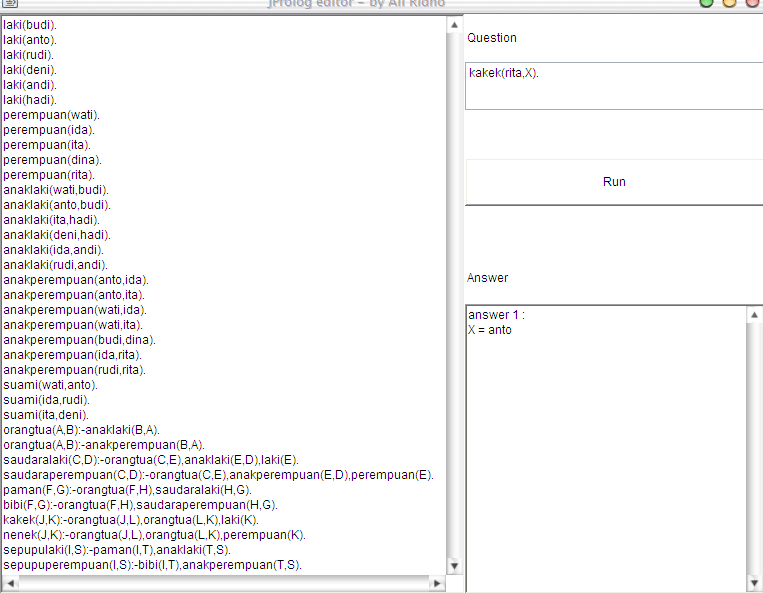 jProlog editor - by Ali Ridho
laki(budi).
laki(anto).
laki(rudi).
laki(deni).
laki(andi).
laki(hadi).
perempuan(wati).
perempuan(ida).
perempuan(ita).
perempuan(dina).
perempuan(rita).
anaklaki(wati,budi).
anaklaki(anto,budi).
anaklaki(ita,hadi).
anaklaki(deni,hadi).
anaklaki(ida,andi).
anaklaki(rudi,andi).
anakperempuan(anto,ida).
anakperempuan(anto,ita).
anakperempuan(wati,ida).
anakperempuan(wati,ita).
anakperempuan(budi,dina).
anakperempuan(ida,rita).
anakperempuan(rudi,rita).
suami(wati,anto).
suami(ida,rudi).
suami(ita,deni).
orangtua(A,B):-anaklaki(B,A).
orangtua(A,B):-anakperempuan(B,A).
saudaralaki(C,D):-orangtua(C,E),anaklaki(E,D),laki(E).
saudaraperempuan(C,D):-orangtua(C,E),anakperempuan(E,D),perempuan(E).
paman(F,G):-orangtua(F,H),saudaralaki(H,G).
bibi(F,G):-orangtua(F,H),saudaraperempuan(H,G).
kakek(J,K):-orangtua(J,L),orangtua(L,K),laki(K).
nenek(J,K):-orangtua(J,L),orangtua(L,K),perempuan(K).
sepupulaki(I,S):-paman(I,T),anaklaki(T,S).
sepupuperempuan(I,S):-bibi(I,T),anakperempuan(T,S).
Question
kakek(rita,X).
Run
Answer
answer 1 :
X = anto